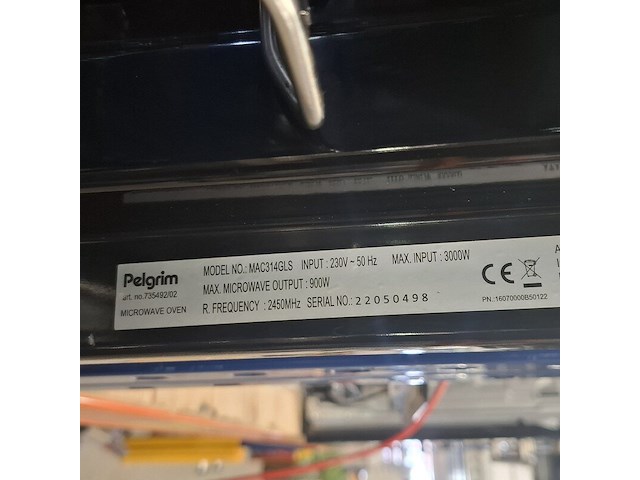 Pelgrim
art. no.735492/02
MICROWAVE OVEN
MODEL NO.: MAC314GLS INPUT : 230V ~ 50 Hz MAX. INPUT : 3000W
MAX. MICROWAVE OUTPUT : 900W
R. FREQUENCY : 2450MHz SERIAL NO.: 22050498
CE
PN.:16070000B50122